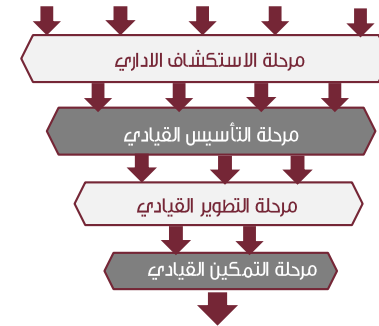 مرحلة الاستكشاف الاداري
مرحلة التأسيس القيادي
مرحلة التطوير القيادي
مرحلة التمكين القيادي